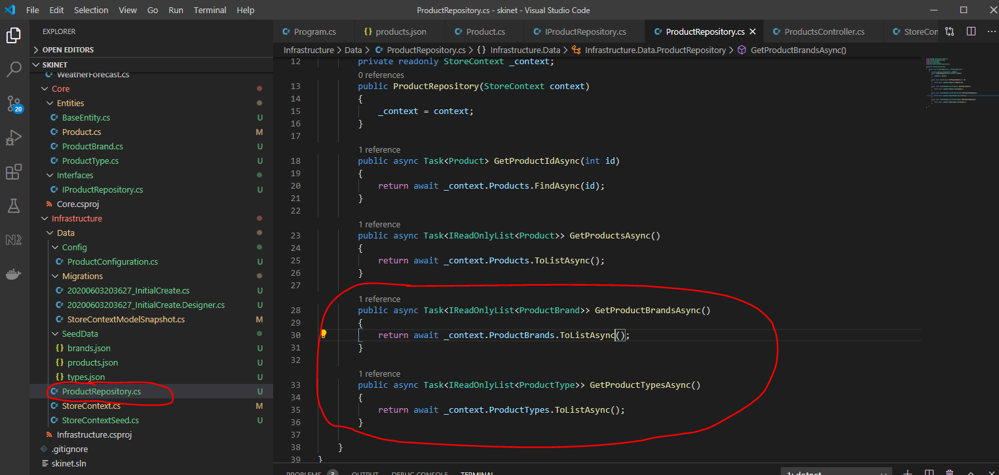 File Edit Selection View Go Run Terminal Help
ProductRepository.cs - skinet - Visual Studio Code
EXPLORER
OPEN EDITORS
SKINET
WeatherForecast.cs
Core
Entities
BaseEntity.cs U
Product.cs M
ProductBrand.cs U
ProductType.cs U
Interfaces
IProductRepository.cs U
Core.csproj
Infrastructure
Data
Config
ProductConfiguration.cs U
Migrations
20200603203627_InitialCreate.cs U
20200603203627_InitialCreate.Designer.cs U
StoreContextModelSnapshot.cs M
SeedData
{} brands.json U
{} products.json U
{} types.json U
ProductRepository.cs U
StoreContext.cs M
StoreContextSeed.cs U
Infrastructure.csproj
.gitignore
skinet.sln
20
Program.cs {} products.json Product.cs IProductRepository.cs ProductRepository.cs ProductsController.cs StoreCon
Infrastructure > Data > ProductRepository.cs > {} Infrastructure.Data > Infrastructure.Data.ProductRepository > GetProductBrandsAsync()
12 private readonly StoreContext _context;
0 references
13 public ProductRepository(StoreContext context)
14 {
15 _context = context;
16 }
17
1 reference
18 public async Task<Product> GetProductIdAsync(int id)
19 {
20 return await _context.Products.FindAsync(id);
21 }
22
1 reference
23 public async Task<IReadOnlyList<Product>> GetProductsAsync()
24 {
25 return await _context.Products.ToListAsync();
26 }
27
1 reference
28 public async Task<IReadOnlyList<ProductBrand>> GetProductBrandsAsync()
29 {
30 return await _context.ProductBrands.ToListAsync();
31 }
32
1 reference
33 public async Task<IReadOnlyList<ProductType>> GetProductTypesAsync()
34 {
35 return await _context.ProductTypes.ToListAsync();
36 }
37
38 }
39 }
PROBLEMS 3 OUTPUT DEBUG CONSOLE TERMINAL 1: dotnet